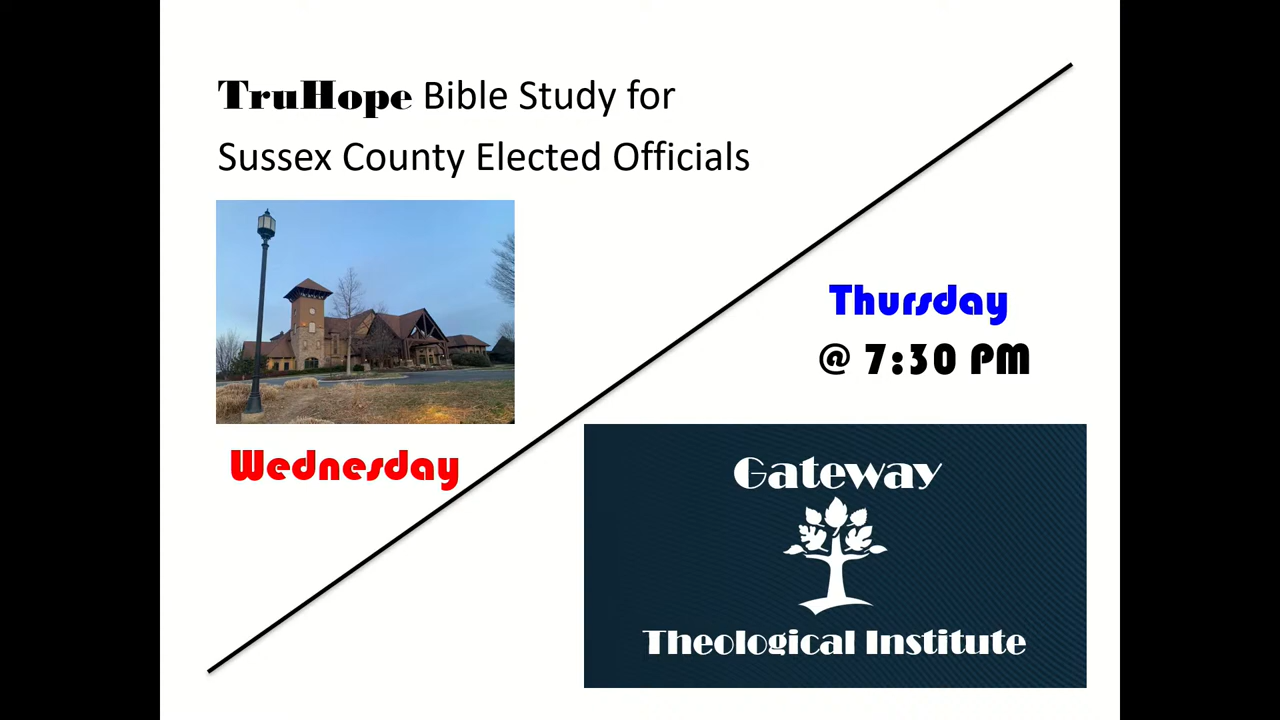 TruHope Bible Study for
Sussex County Elected Officials
Wednesday
Thursday
@ 7:30 PM
Gateway
Theological Institute